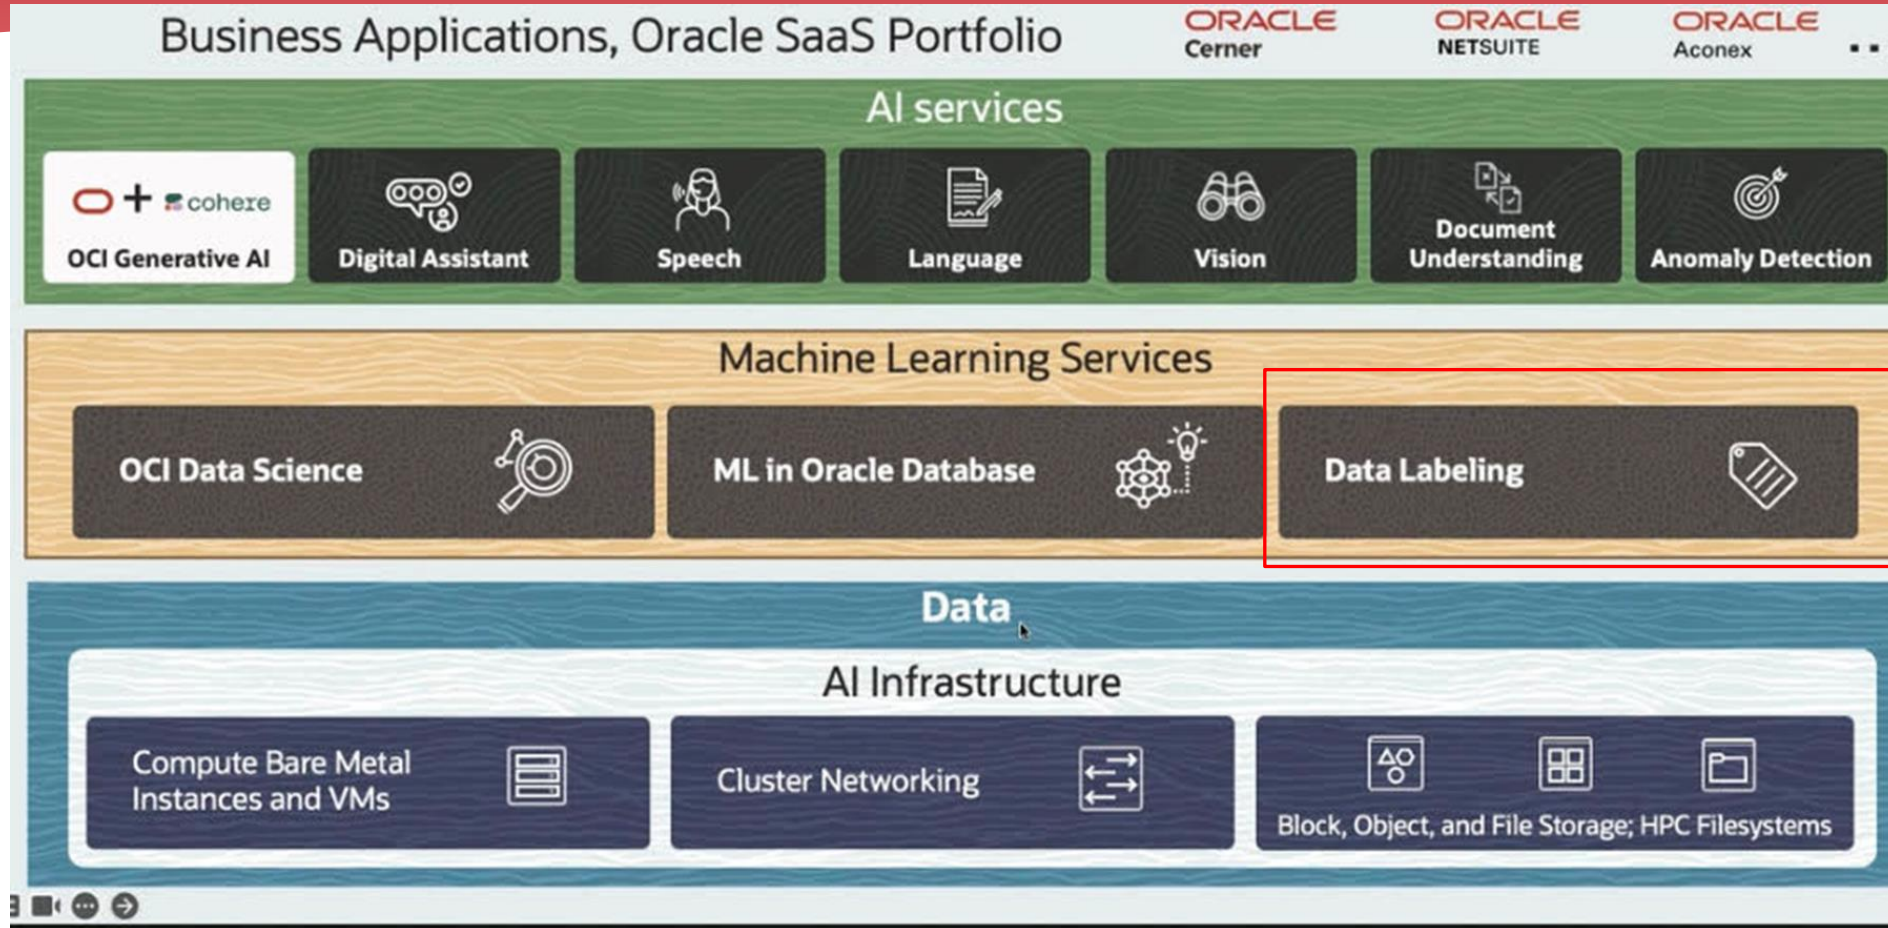 Business Applications, Oracle SaaS Portfolio
ORACLE
Cerner
ORACLE
NETSUITE
ORACLE
Aconex
AI services
cohere
OCI Generative AI
Digital Assistant
Speech
Language
Vision
Document
Understanding
Anomaly Detection
Machine Learning Services
OCI Data Science
ML in Oracle Database
Data Labeling
Data
AI Infrastructure
Compute Bare Metal
Instances and VMs
Cluster Networking
Block, Object, and File Storage; HPC Filesystems